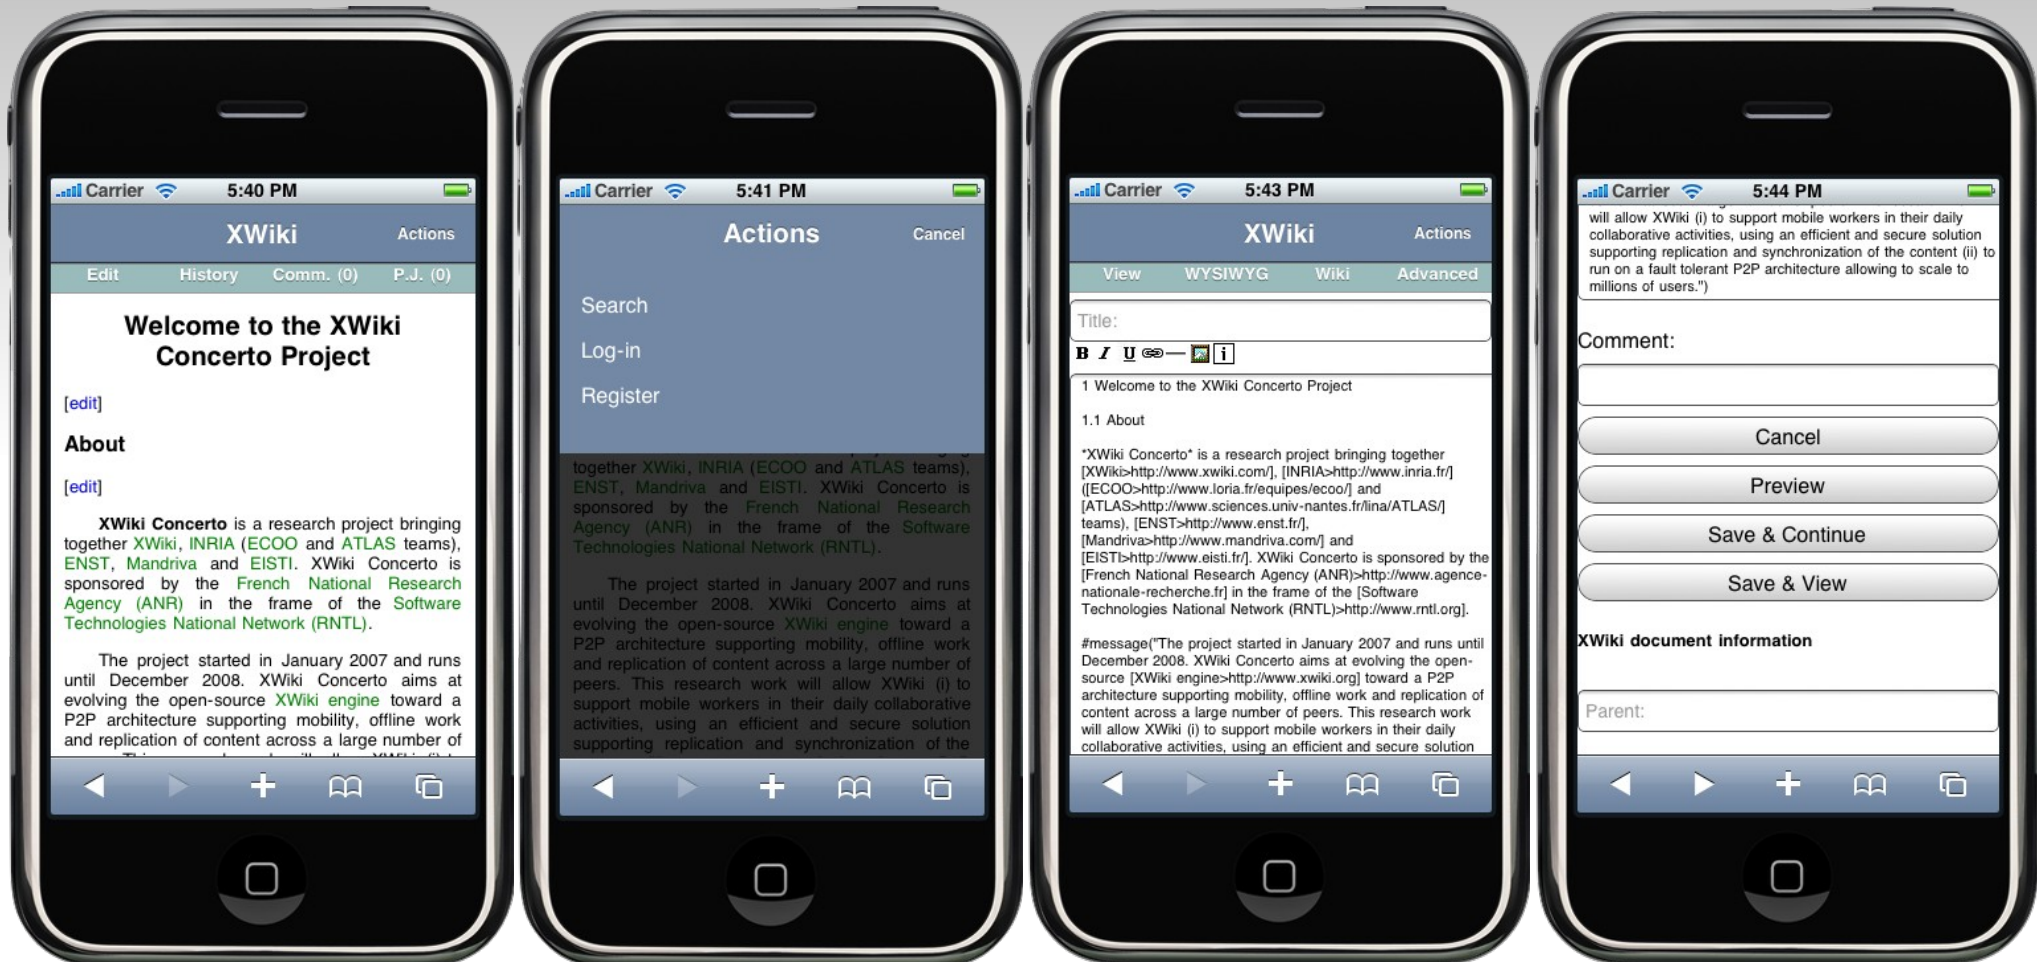 Carrier 5:40 PM
XWiki Actions
Edit History Comm. (0) P.J. (0)
Welcome to the XWiki
Concerto Project
[edit]
About
[edit]
XWiki Concerto is a research project bringing
together XWiki, INRIA (ECOO and ATLAS teams),
ENST, Mandriva and EISTI. XWiki Concerto is
sponsored by the French National Research
Agency (ANR) in the frame of the Software
Technologies National Network (RNTL).
The project started in January 2007 and runs
until December 2008. XWiki Concerto aims at
evolving the open-source XWiki engine toward a
P2P architecture supporting mobility, offline work
and replication of content across a large number of
Carrier 5:41 PM
Actions Cancel
Search
Log-in
Register
together XWiki, INRIA (ECOO and ATLAS teams),
ENST, Mandriva and EISTI. XWiki Concerto is
sponsored by the French National Research
Agency (ANR) in the frame of the Software
Technologies National Network (RNTL).
The project started in January 2007 and runs
until December 2008. XWiki Concerto aims at
evolving the open-source XWiki engine toward a
P2P architecture supporting mobility, offline work
and replication of content across a large number of
peers. This research work will allow XWiki (i) to
support mobile workers in their daily collaborative
activities, using an efficient and secure solution
supporting replication and synchronization of the
Carrier 5:43 PM
XWiki Actions
View WYSIWYG Wiki Advanced
Title:
B I U i
1 Welcome to the XWiki Concerto Project
1.1 About
*XWiki Concerto* is a research project bringing together
[XWiki>http://www.xwiki.com/], [INRIA>http://www.inria.fr/]
([ECOO>http://www.loria.fr/equipes/ecoo/] and
[ATLAS>http://www.sciences.univ-nantes.fr/lina/ATLAS/]
teams), [ENST>http://www.enst.fr/],
[Mandriva>http://www.mandriva.com/] and
[EISTI>http://www.eisti.fr/]. XWiki Concerto is sponsored by the
[French National Research Agency (ANR)>http://www.agence-
nationale-recherche.fr] in the frame of the [Software
Technologies National Network (RNTL)>http://www.rntl.org].
#message("The project started in January 2007 and runs until
December 2008. XWiki Concerto aims at evolving the open-
source [XWiki engine>http://www.xwiki.org] toward a P2P
architecture supporting mobility, offline work and replication of
content across a large number of peers. This research work
will allow XWiki (i) to support mobile workers in their daily
collaborative activities, using an efficient and secure solution
Carrier 5:44 PM
will allow XWiki (i) to support mobile workers in their daily
collaborative activities, using an efficient and secure solution
supporting replication and synchronization of the content (ii) to
run on a fault tolerant P2P architecture allowing to scale to
millions of users.")
Comment:
Cancel
Preview
Save & Continue
Save & View
XWiki document information
Parent: